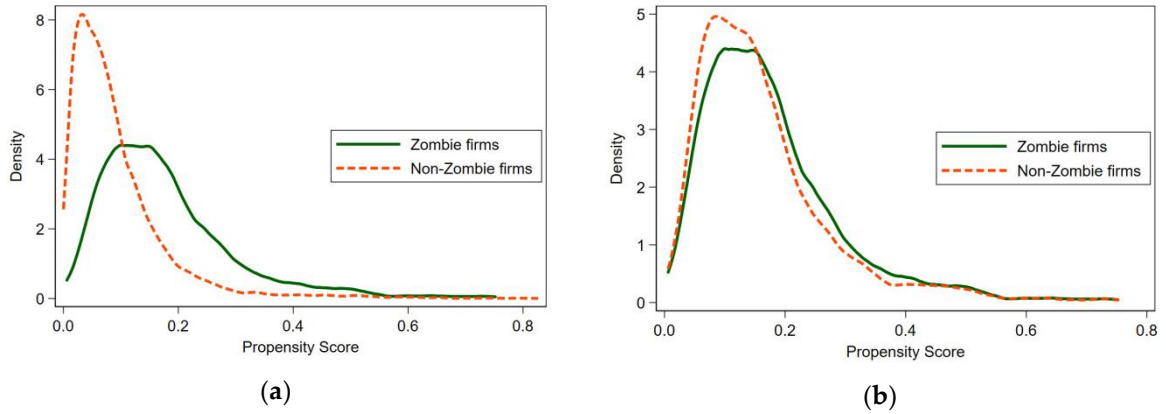 8
6
4
2
0
Density
Zombie firms
Non-Zombie firms
0.0 0.2 0.4 0.6 0.8
Propensity Score
(a)
5
4
3
2
1
0
Density
Zombie firms
Non-Zombie firms
0.0 0.2 0.4 0.6 0.8
Propensity Score
(b)